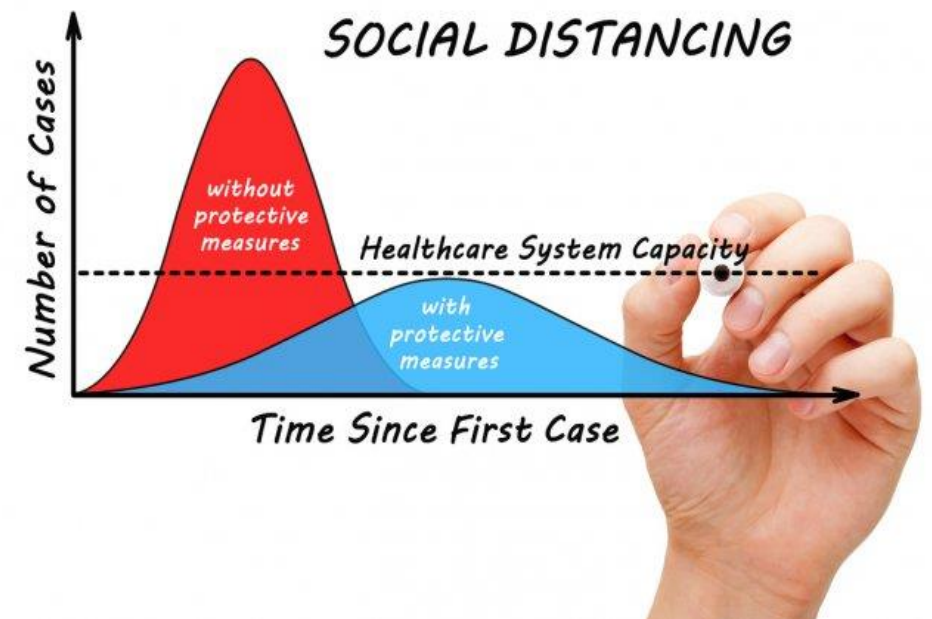 SOCIAL DISTANCING
Number of Cases
without
protective
measures
Healthcare System Capacity
with
protective
measures
Time Since First Case